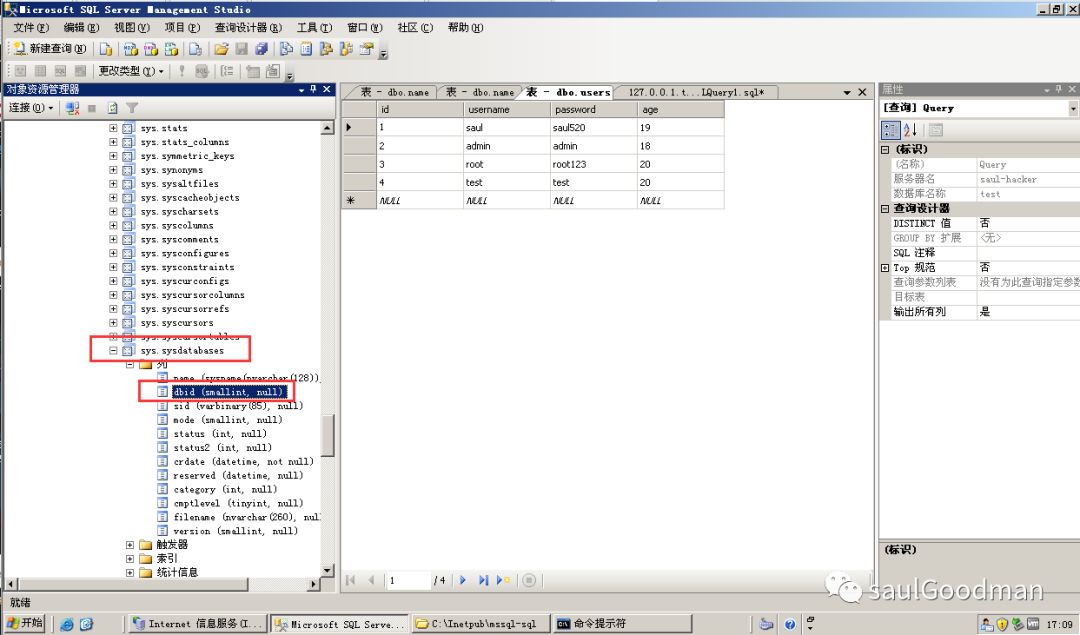 Microsoft SQL Server Management Studio
文件(F) 编辑(E) 视图(V) 项目(P) 查询设计器(R) 工具(T) 窗口(W) 社区(C) 帮助(H)
新建查询(N)
更改类型(Y)
对象资源管理器
连接(O)
sys.stats
sys.stats_columns
sys.symmetric_keys
sys.synonyms
sys.sysaltfiles
sys.syscacheobjects
sys.syscharsets
sys.syscolumns
sys.syscomments
sys.sysconfigures
sys.sysconstraints
sys.syscurconfigs
sys.syscursorcolumns
sys.syscursorrefs
sys.syscursors
sys.syscursortables
sys.sysdatabases
列
name (sysname(nvarchar(128))
dbid (smallint, null)
sid (varbinary(85), null)
mode (smallint, null)
status (int, null)
status2 (int, null)
crdate (datetime, not null)
reserved (datetime, null)
category (int, null)
cmptlevel (tinyint, null)
filename (nvarchar(260), nul
version (smallint, null)
触发器
索引
统计信息
表 - dbo.name 表 - dbo.name 表 - dbo.users 127.0.0.1.t...LQuery1.sql*
id username password age
1 saul saul520 19
2 admin admin 18
3 root root123 20
4 test test 20
NULL NULL NULL NULL
1 /4
属性
[查询] Query
(标识)
(名称) Query
服务器名 saul-hacker
数据库名称 test
查询设计器
DISTINCT 值 否
GROUP BY 扩展 <无>
SQL 注释
Top 规范 否
查询参数列表 没有为此查询指定参数
目标表
输出所有列 是
(标识)
saulGoodman
就绪
开始 Internet 信息服务(I... Microsoft SQL Serve... C:\Inetpub\mssql-sql 命令提示符 17:09